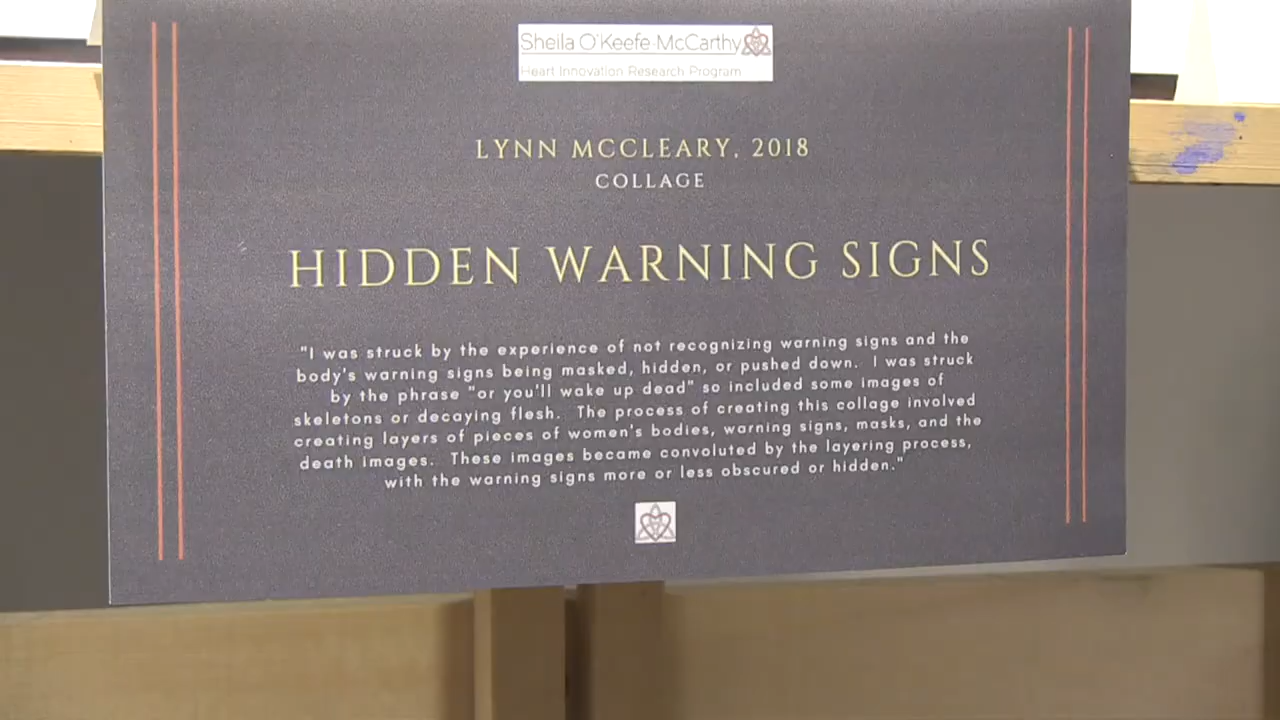 Sheila O'Keefe-McCarthy
Heart Innovation Research Program
LYNN MCCLEARY, 2018
COLLAGE
HIDDEN WARNING SIGNS
"I was struck by the experience of not recognizing warning signs and the
body's warning signs being masked, hidden, or pushed down. I was struck
by the phrase "or you'll wake up dead" so included some images of
skeletons or decaying flesh. The process of creating this collage involved
creating layers of pieces of women's bodies, warning signs, masks, and the
death images. These images became convoluted by the layering process,
with the warning signs more or less obscured or hidden."